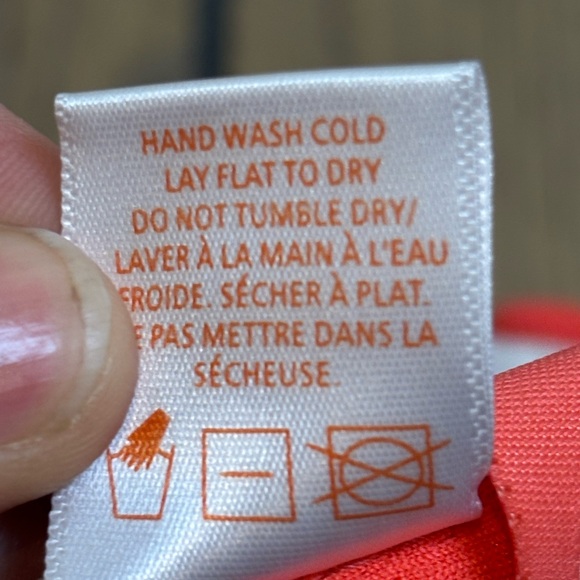 HAND WASH COLD
LAY FLAT TO DRY
DO NOT TUMBLE DRY/
LAVER À LA MAIN À L'EAU
FROIDE. SÉCHER À PLAT.
PAS METTRE DANS LA
SÉCHEUSE.